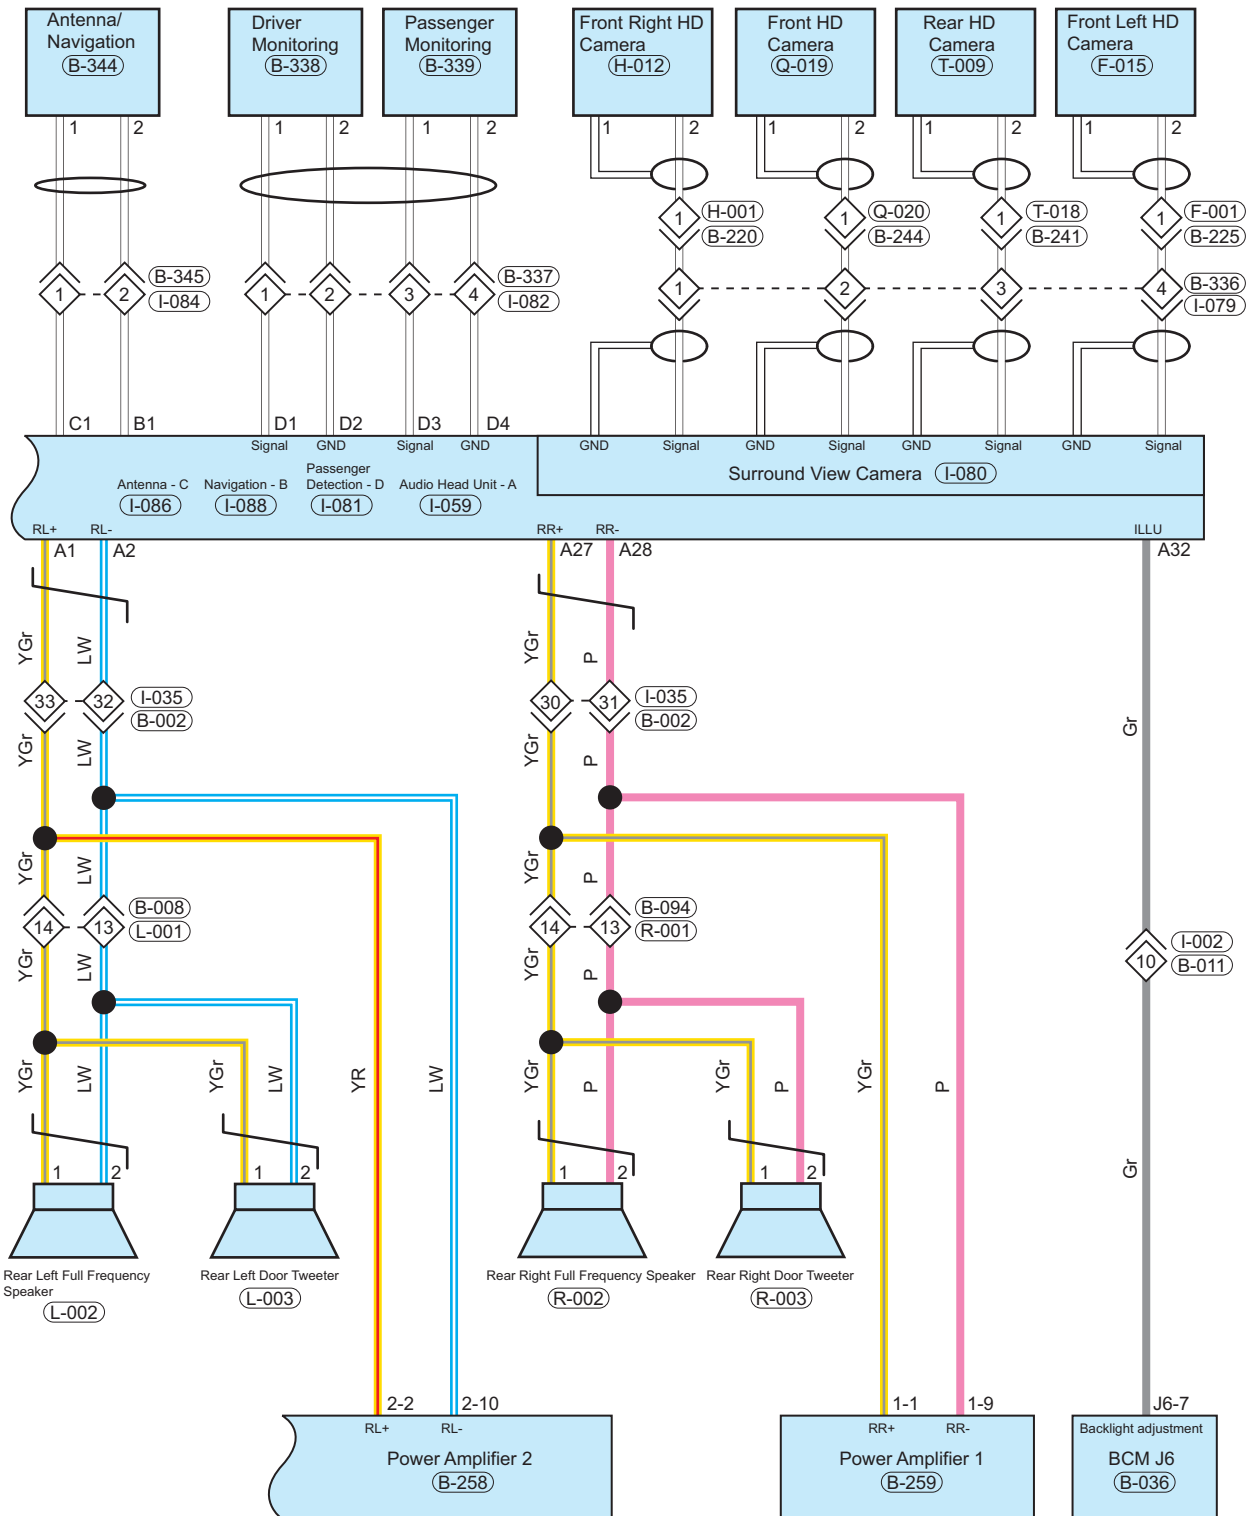 Antenna/
Navigation
B-344
Driver
Monitoring
B-338
Passenger
Monitoring
B-339
Front Right HD
Camera
H-012
Front HD
Camera
Q-019
Rear HD
Camera
T-009
Front Left HD
Camera
F-015
1 2 1 2 1 2 1 2 1 2 1 2 1 2
1 H-001
B-220
1 Q-020
B-244
1 T-018
B-241
1 F-001
B-225
1 2 B-345
I-084
1 2 3 4 B-337
I-082
1 2 3 4 B-336
I-079
C1 B1 D1 D2 D3 D4
Signal GND Signal GND GND Signal GND Signal GND Signal GND Signal
Surround View Camera I-080
Antenna - C
I-086
Navigation - B
I-088
Passenger
Detection - D
I-081
Audio Head Unit - A
I-059
RL+ RL- RR+ RR- ILLU
A1 A2 A27 A28 A32
YGr LW YGr P
33 32 I-035
B-002
30 31 I-035
B-002
YGr LW YGr P Gr
YGr LW YGr P
14 13 B-008
L-001
14 13 B-094
R-001
10 I-002
B-011
YGr LW YGr P
YGr LW YGr LW YR LW YGr P YGr P YGr P Gr
1 2 1 2 1 2 1 2
Rear Left Full Frequency
Speaker
L-002
Rear Left Door Tweeter
L-003
Rear Right Full Frequency Speaker
R-002
Rear Right Door Tweeter
R-003
2-2 2-10 1-1 1-9 J6-7
RL+ RL- RR+ RR- Backlight adjustment
Power Amplifier 2
B-258
Power Amplifier 1
B-259
BCM J6
B-036